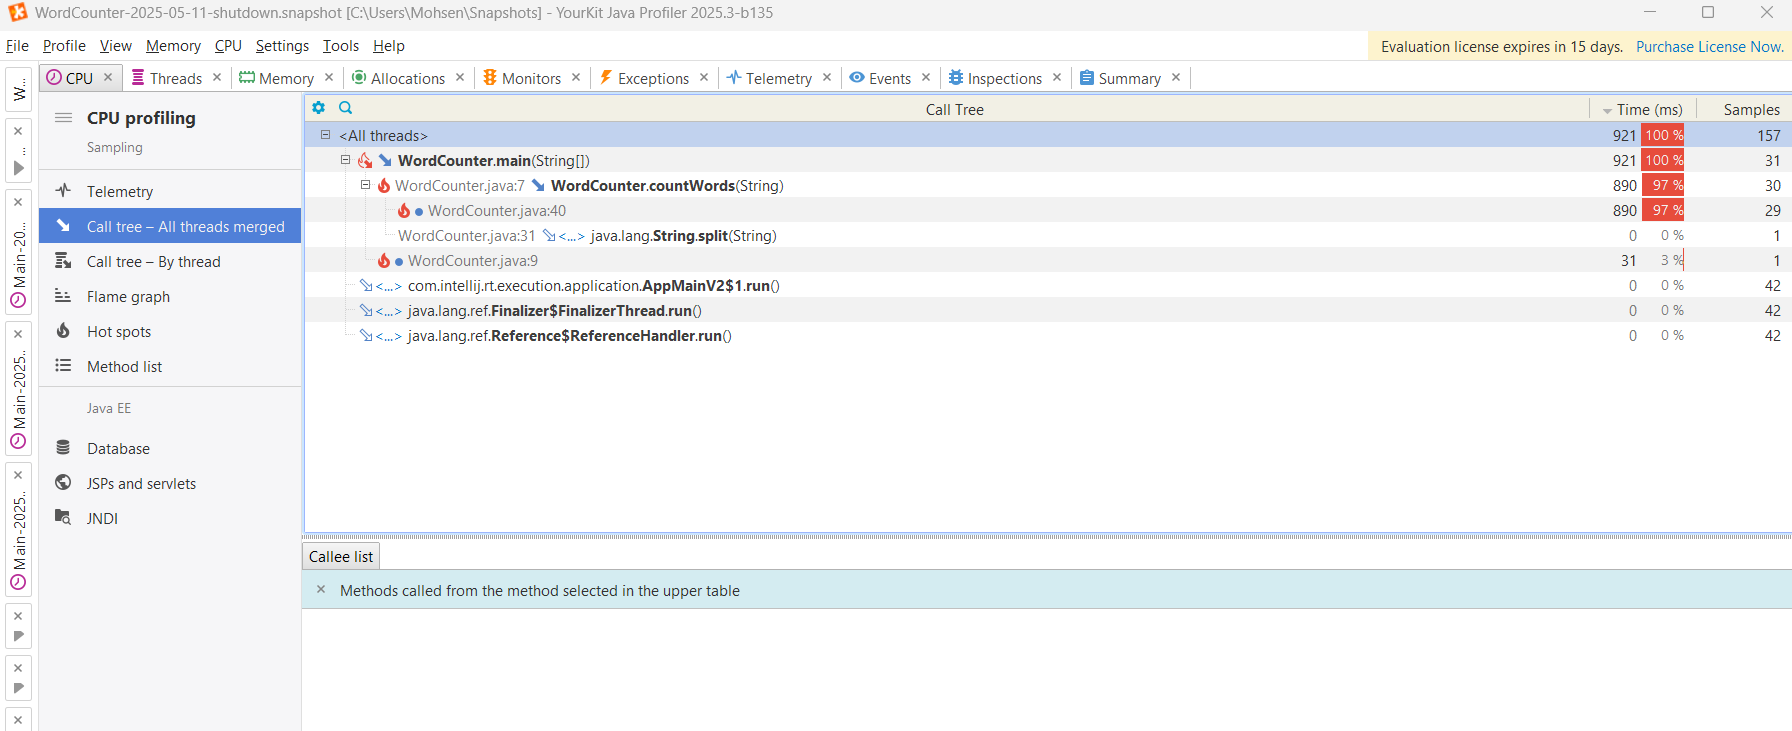 WordCounter-2025-05-11-shutdown.snapshot [C:\Users\Mohsen\Snapshots] - YourKit Java Profiler 2025.3-b135
File Profile View Memory CPU Settings Tools Help
Evaluation license expires in 15 days. Purchase License Now.
CPU Threads Memory Allocations Monitors Exceptions Telemetry Events Inspections Summary
W...
...
Main-20...
Main-2025..
Main-2025..
CPU profiling
Sampling
Telemetry
Call tree – All threads merged
Call tree – By thread
Flame graph
Hot spots
Method list
Java EE
Database
JSPs and servlets
JNDI
Call Tree Time (ms) Samples
<All threads> 921 100 % 157
WordCounter.main(String[]) 921 100 % 31
WordCounter.java:7 WordCounter.countWords(String) 890 97 % 30
WordCounter.java:40 890 97 % 29
WordCounter.java:31 <...> java.lang.String.split(String) 0 0 % 1
WordCounter.java:9 31 3 % 1
<...> com.intellij.rt.execution.application.AppMainV2$1.run() 0 0 % 42
<...> java.lang.ref.Finalizer$FinalizerThread.run() 0 0 % 42
<...> java.lang.ref.Reference$ReferenceHandler.run() 0 0 % 42
Callee list
Methods called from the method selected in the upper table